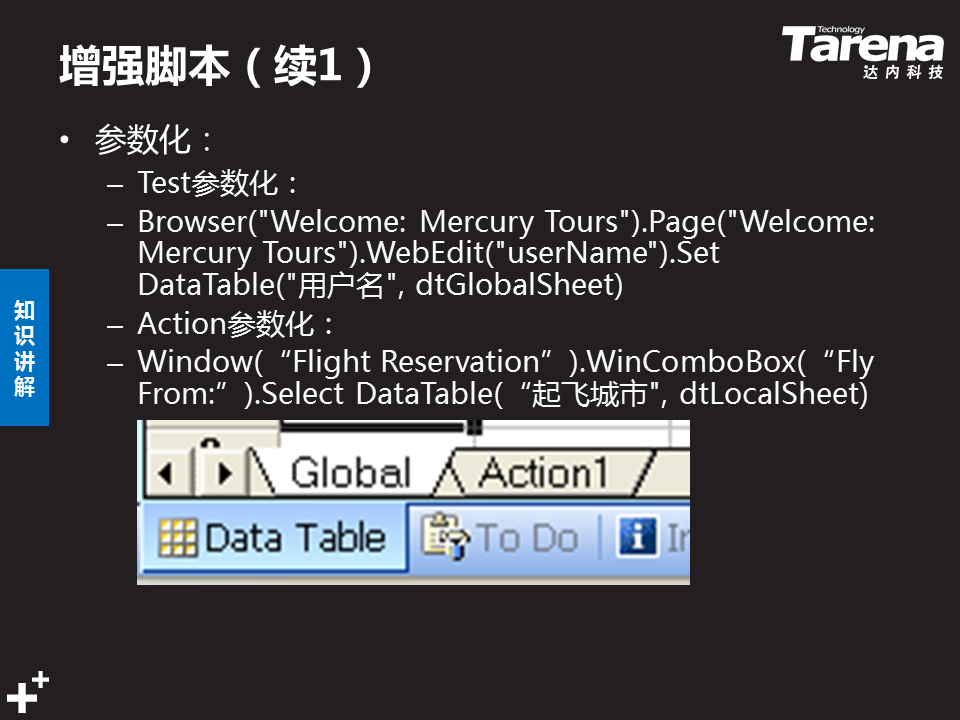 增强脚本（续1）
Technology
Tarena
达内科技
• 参数化：
– Test参数化：
– Browser("Welcome: Mercury Tours").Page("Welcome:
Mercury Tours").WebEdit("userName").Set
DataTable("用户名", dtGlobalSheet)
– Action参数化：
– Window(“Flight Reservation”).WinComboBox(“Fly
From:”).Select DataTable(“起飞城市", dtLocalSheet)
知识讲解
Global Action1
Data Table To Do